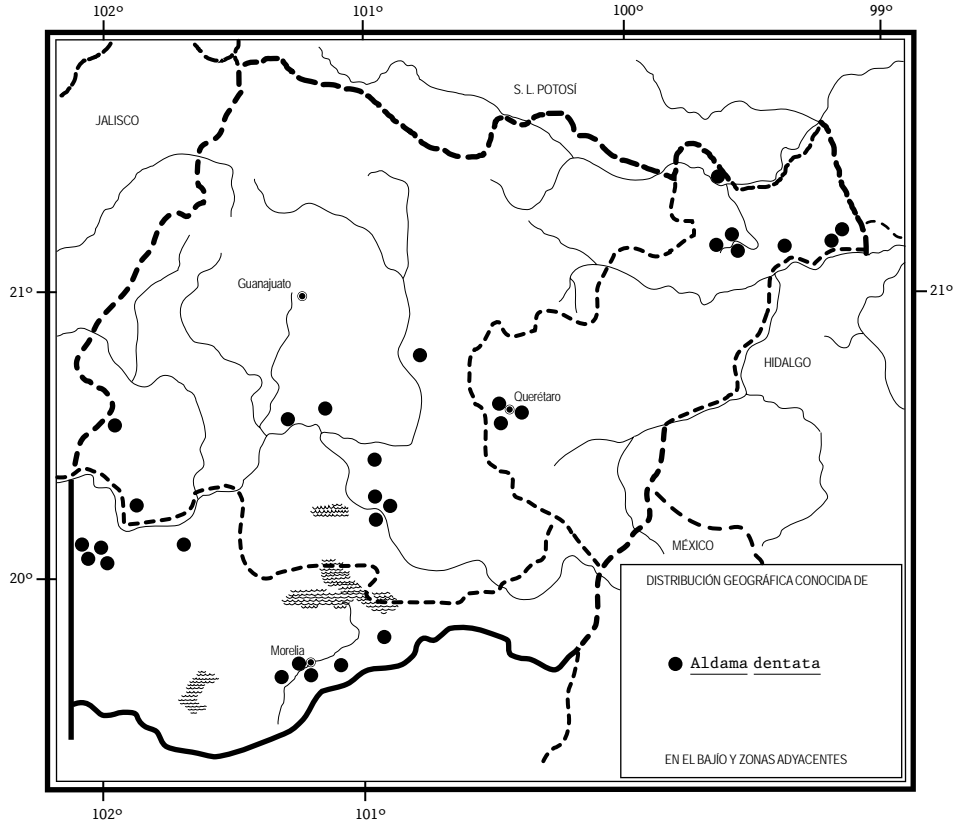 102º 101º 100º 99º
S. L. POTOSÍ
JALISCO
Guanajuato
21º 21º
HIDALGO
Querétaro
MÉXICO
20º
DISTRIBUCIÓN GEOGRÁFICA CONOCIDA DE
Morelia
Aldama dentata
EN EL BAJÍO Y ZONAS ADYACENTES
102º 101º